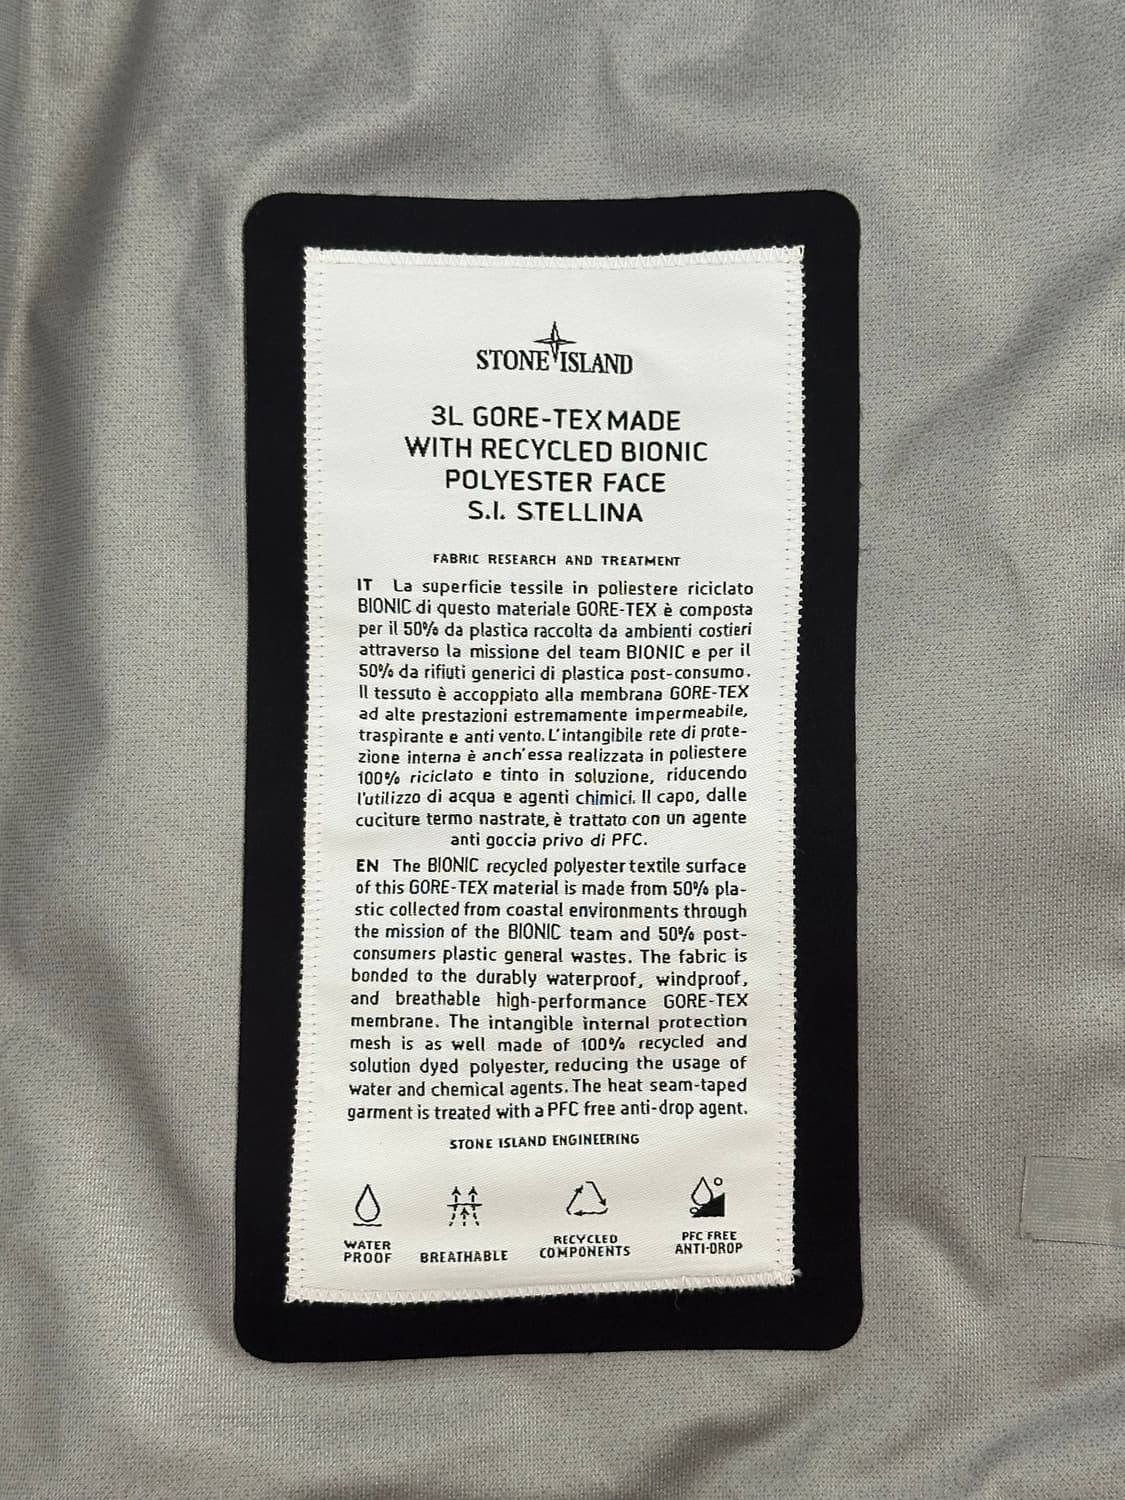 STONE ISLAND
3L GORE-TEX MADE
WITH RECYCLED BIONIC
POLYESTER FACE
S.I. STELLINA
FABRIC RESEARCH AND TREATMENT
IT La superficie tessile in poliestere riciclato
BIONIC di questo materiale GORE-TEX è composta
per il 50% da plastica raccolta da ambienti costieri
attraverso la missione del team BIONIC e per il
50% da rifiuti generici di plastica post-consumo.
Il tessuto è accoppiato alla membrana GORE-TEX
ad alte prestazioni estremamente impermeabile,
traspirante e anti vento. L'intangibile rete di prote-
zione interna è anch'essa realizzata in poliestere
100% riciclato e tinto in soluzione, riducendo
l'utilizzo di acqua e agenti chimici. Il capo, dalle
cuciture termo nastrate, è trattato con un agente
anti goccia privo di PFC.
EN The BIONIC recycled polyester textile surface
of this GORE-TEX material is made from 50% pla-
stic collected from coastal environments through
the mission of the BIONIC team and 50% post-
consumers plastic general wastes. The fabric is
bonded to the durably waterproof, windproof,
and breathable high-performance GORE-TEX
membrane. The intangible internal protection
mesh is as well made of 100% recycled and
solution dyed polyester, reducing the usage of
water and chemical agents. The heat seam-taped
garment is treated with a PFC free anti-drop agent.
STONE ISLAND ENGINEERING
WATER
PROOF
BREATHABLE
RECYCLED
COMPONENTS
PFC FREE
ANTI-DROP